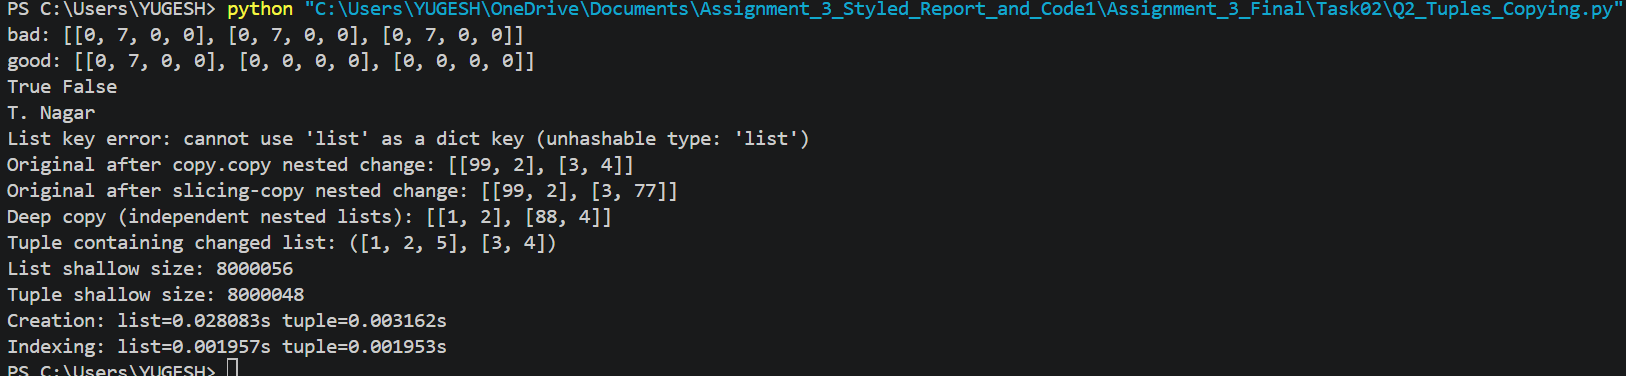 PS C:\Users\YUGESH> python "C:\Users\YUGESH\OneDrive\Documents\Assignment_3_Styled_Report_and_Code1\Assignment_3_Final\Task02\Q2_Tuples_Copying.py"
bad: [[0, 7, 0, 0], [0, 7, 0, 0], [0, 7, 0, 0]]
good: [[0, 7, 0, 0], [0, 0, 0, 0], [0, 0, 0, 0]]
True False
T. Nagar
List key error: cannot use 'list' as a dict key (unhashable type: 'list')
Original after copy.copy nested change: [[99, 2], [3, 4]]
Original after slicing-copy nested change: [[99, 2], [3, 77]]
Deep copy (independent nested lists): [[1, 2], [88, 4]]
Tuple containing changed list: ([1, 2, 5], [3, 4])
List shallow size: 8000056
Tuple shallow size: 8000048
Creation: list=0.028083s tuple=0.003162s
Indexing: list=0.001957s tuple=0.001953s
PS C:\Users\YUGESH>